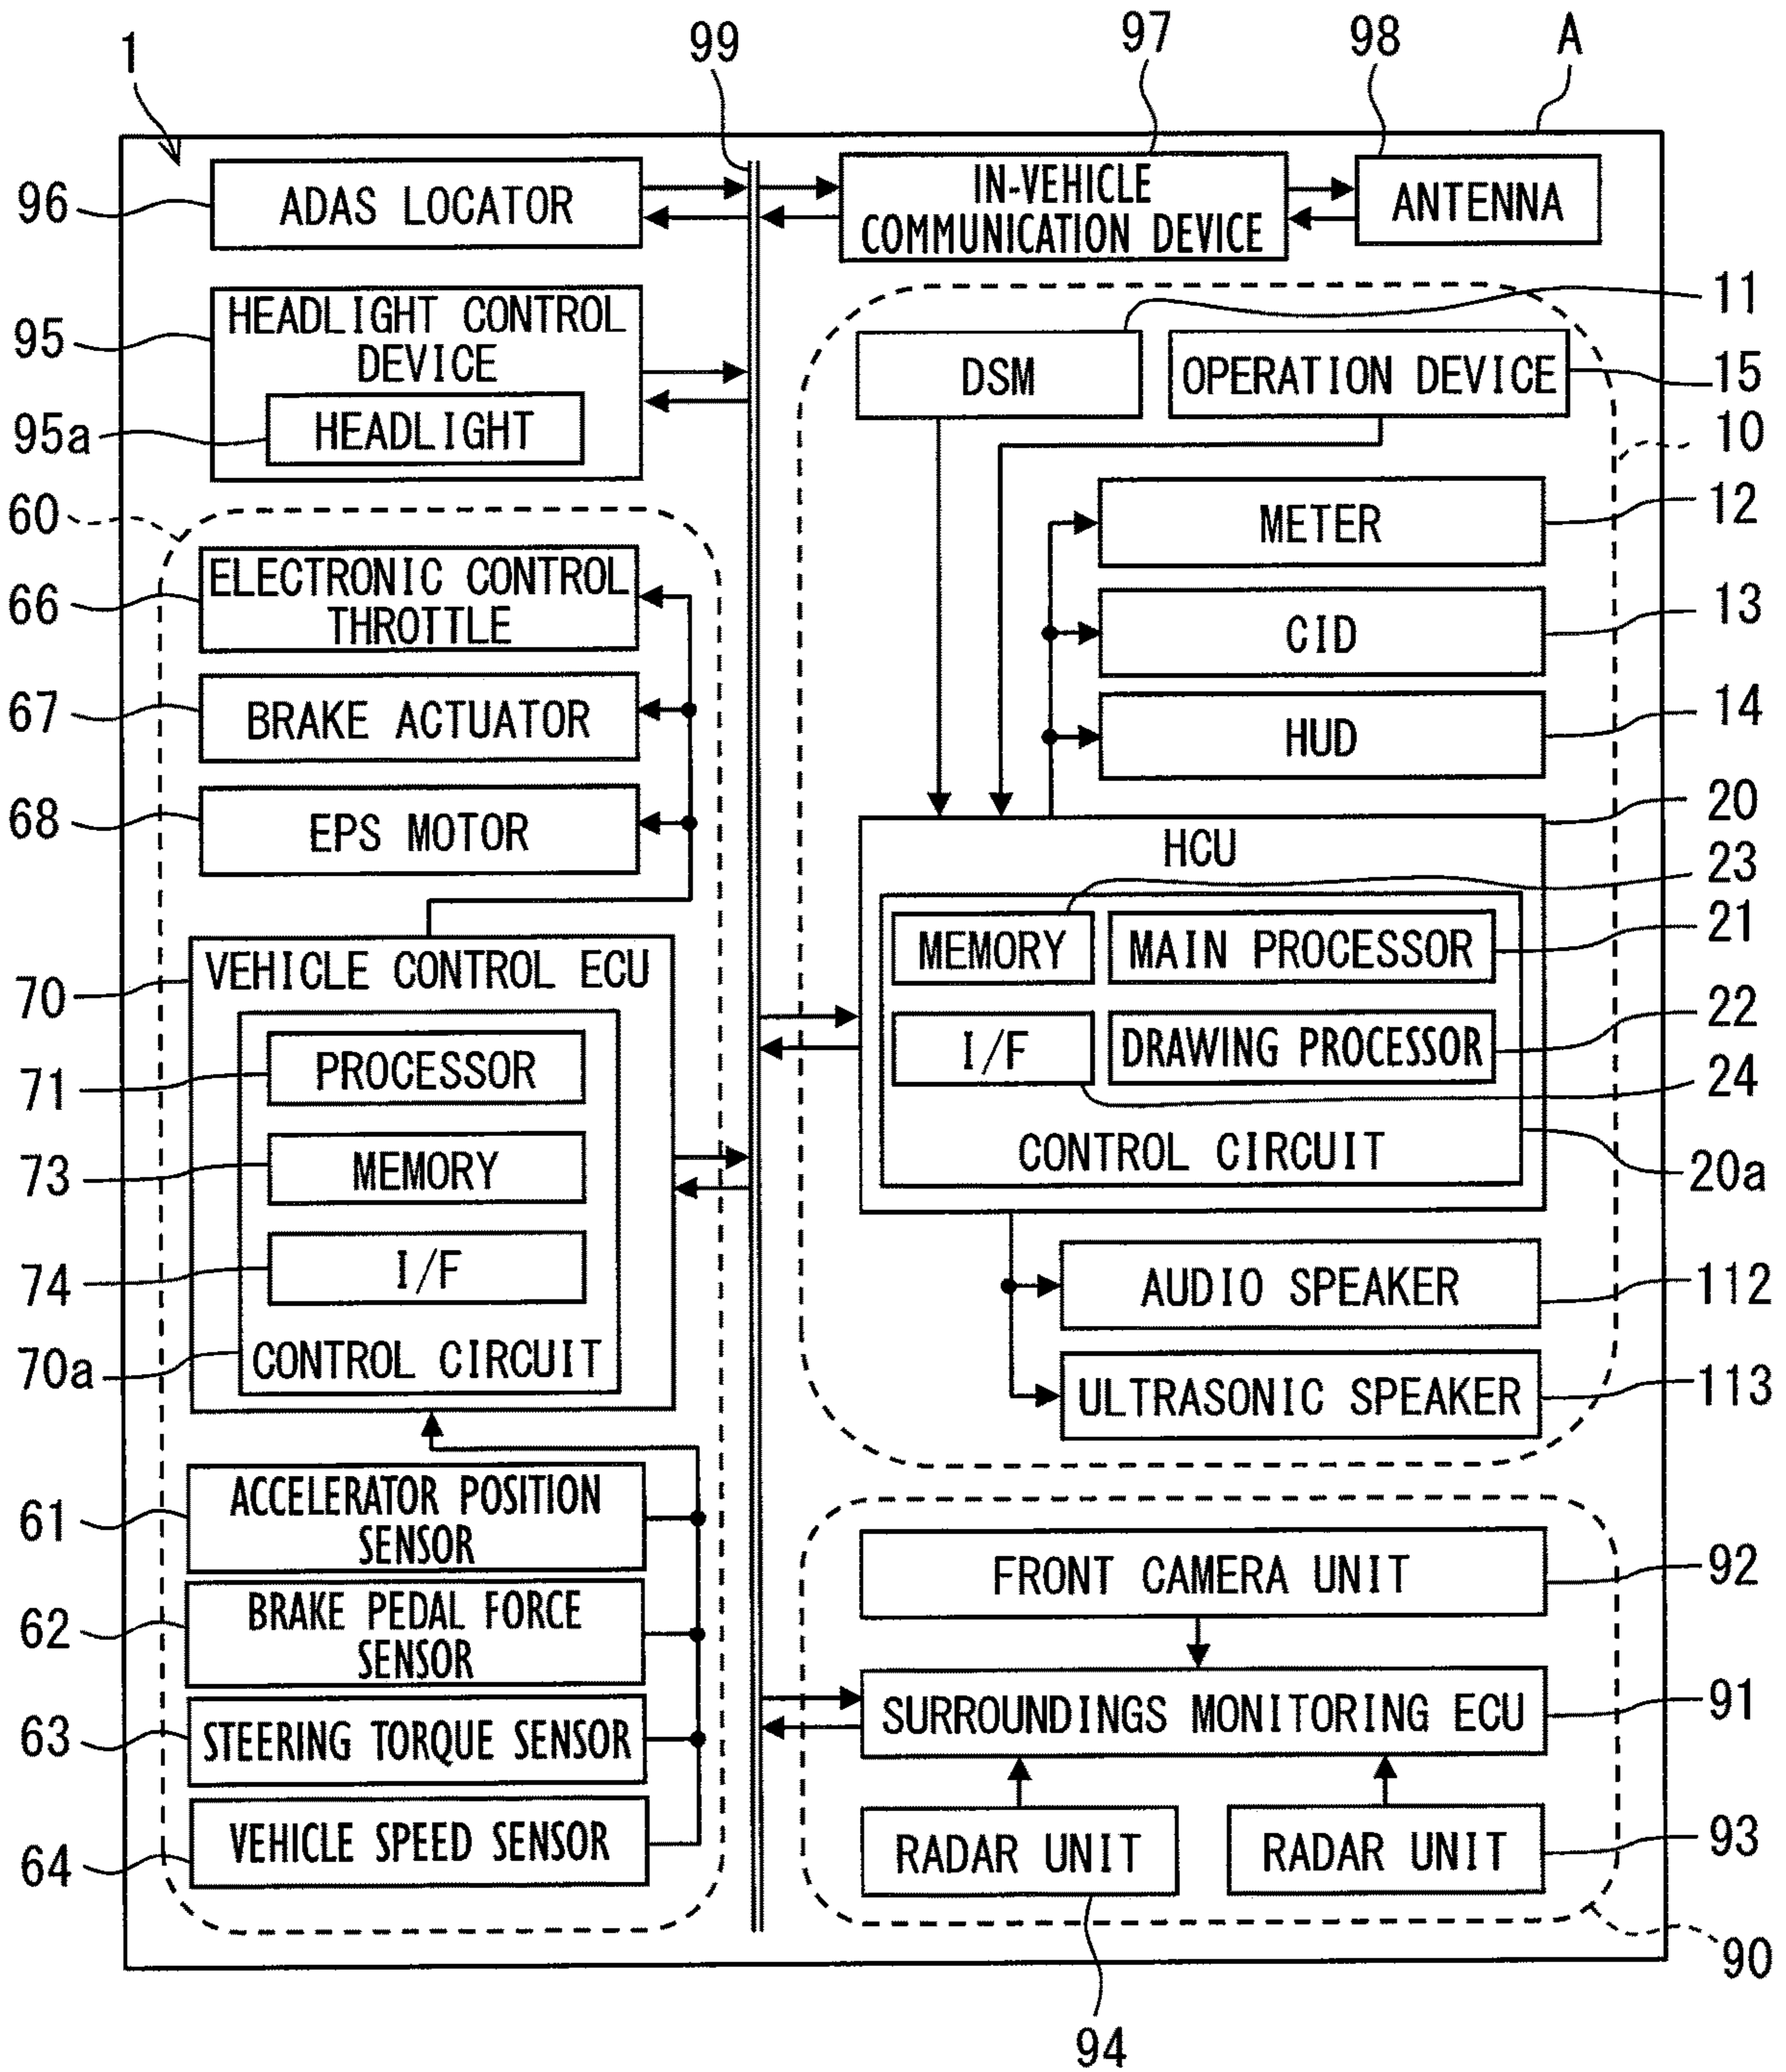 1
99
97
98
A
96
ADAS LOCATOR
IN-VEHICLE
COMMUNICATION DEVICE
ANTENNA
95
HEADLIGHT CONTROL
DEVICE
95a
HEADLIGHT
11
DSM
OPERATION DEVICE
15
10
60
METER
12
66
ELECTRONIC CONTROL
THROTTLE
CID
13
67
BRAKE ACTUATOR
HUD
14
68
EPS MOTOR
20
HCU
23
MEMORY
MAIN PROCESSOR
21
70
VEHICLE CONTROL ECU
I/F
DRAWING PROCESSOR
22
24
71
PROCESSOR
CONTROL CIRCUIT
20a
73
MEMORY
74
I/F
AUDIO SPEAKER
112
70a
CONTROL CIRCUIT
ULTRASONIC SPEAKER
113
61
ACCELERATOR POSITION
SENSOR
FRONT CAMERA UNIT
92
62
BRAKE PEDAL FORCE
SENSOR
63
STEERING TORQUE SENSOR
SURROUNDINGS MONITORING ECU
91
64
VEHICLE SPEED SENSOR
RADAR UNIT
RADAR UNIT
93
90
94